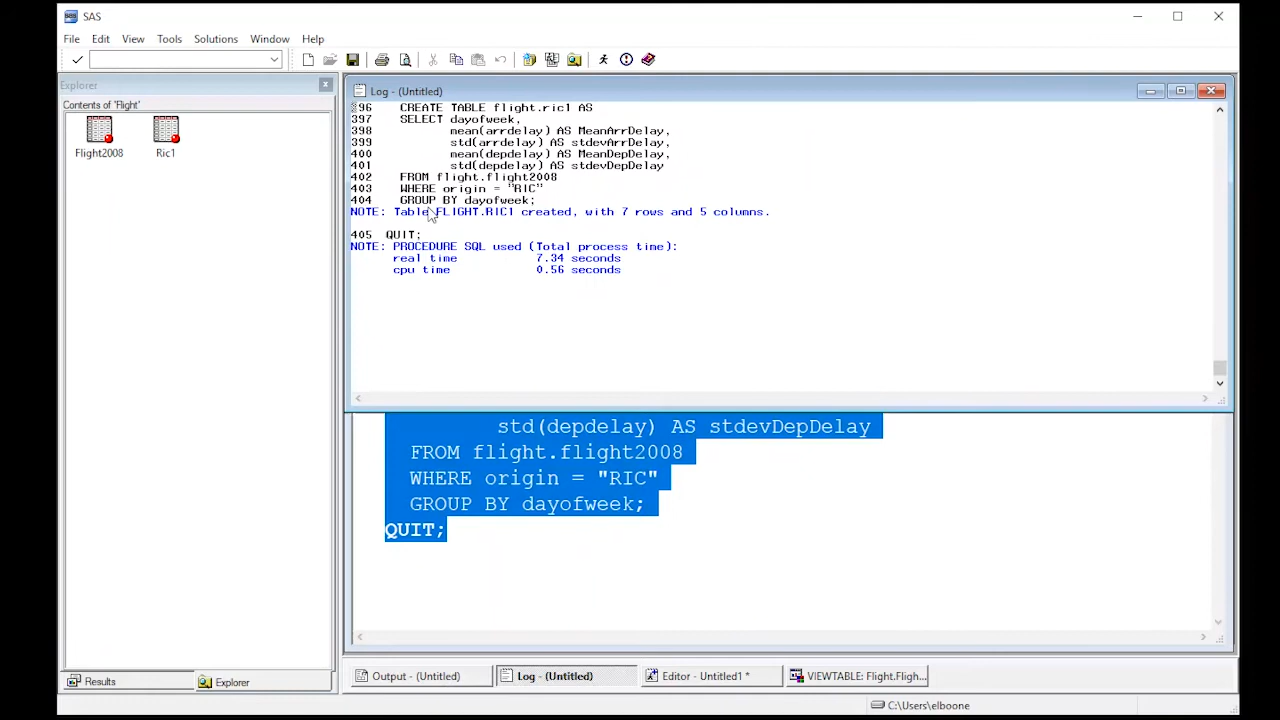 SAS
File Edit View Tools Solutions Window Help
Explorer
Contents of 'Flight'
Flight2008 Ric1
Results Explorer
Log - (Untitled)
396 CREATE TABLE flight.ric1 AS
397 SELECT dayofweek,
398 mean(arrdelay) AS MeanArrDelay,
399 std(arrdelay) AS stdevArrDelay,
400 mean(depdelay) AS MeanDepDelay,
401 std(depdelay) AS stdevDepDelay
402 FROM flight.flight2008
403 WHERE origin = "RIC"
404 GROUP BY dayofweek;
NOTE: Table FLIGHT.RIC1 created, with 7 rows and 5 columns.
405 QUIT;
NOTE: PROCEDURE SQL used (Total process time):
real time 7.34 seconds
cpu time 0.56 seconds
std(depdelay) AS stdevDepDelay
FROM flight.flight2008
WHERE origin = "RIC"
GROUP BY dayofweek;
QUIT;
Output - (Untitled) Log - (Untitled) Editor - Untitled1 * VIEWTABLE: Flight.Fligh...
C:\Users\elboone